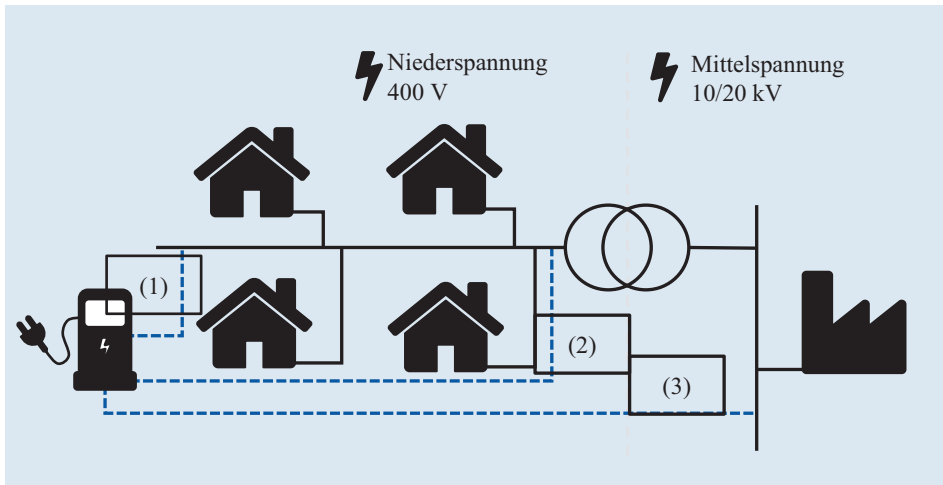 Niederspannung
400 V
Mittelspannung
10/20 kV
(1)
(2)
(3)